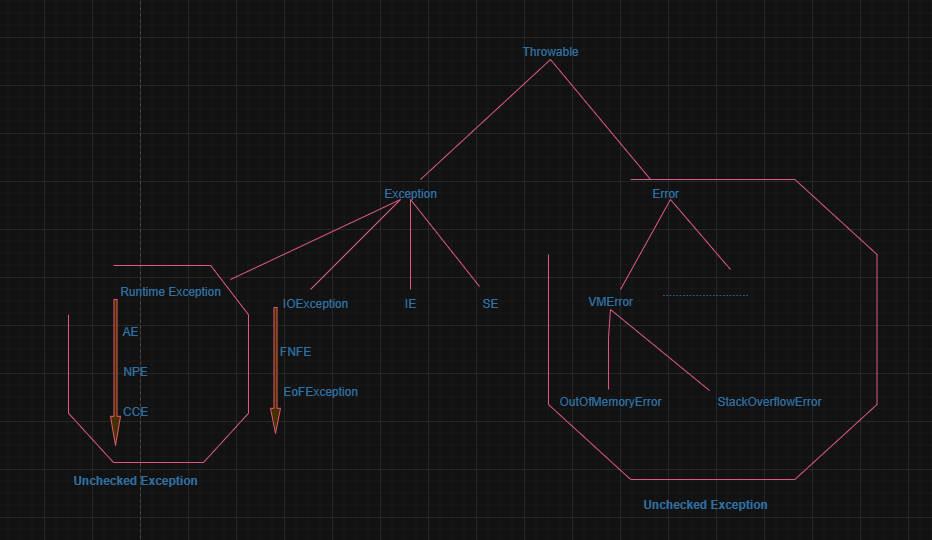 Throwable
Exception
Error
Runtime Exception
IOException
IE
SE
VMError
AE
FNFE
NPE
EoFException
CCE
OutOfMemoryError
StackOverflowError
Unchecked Exception
Unchecked Exception